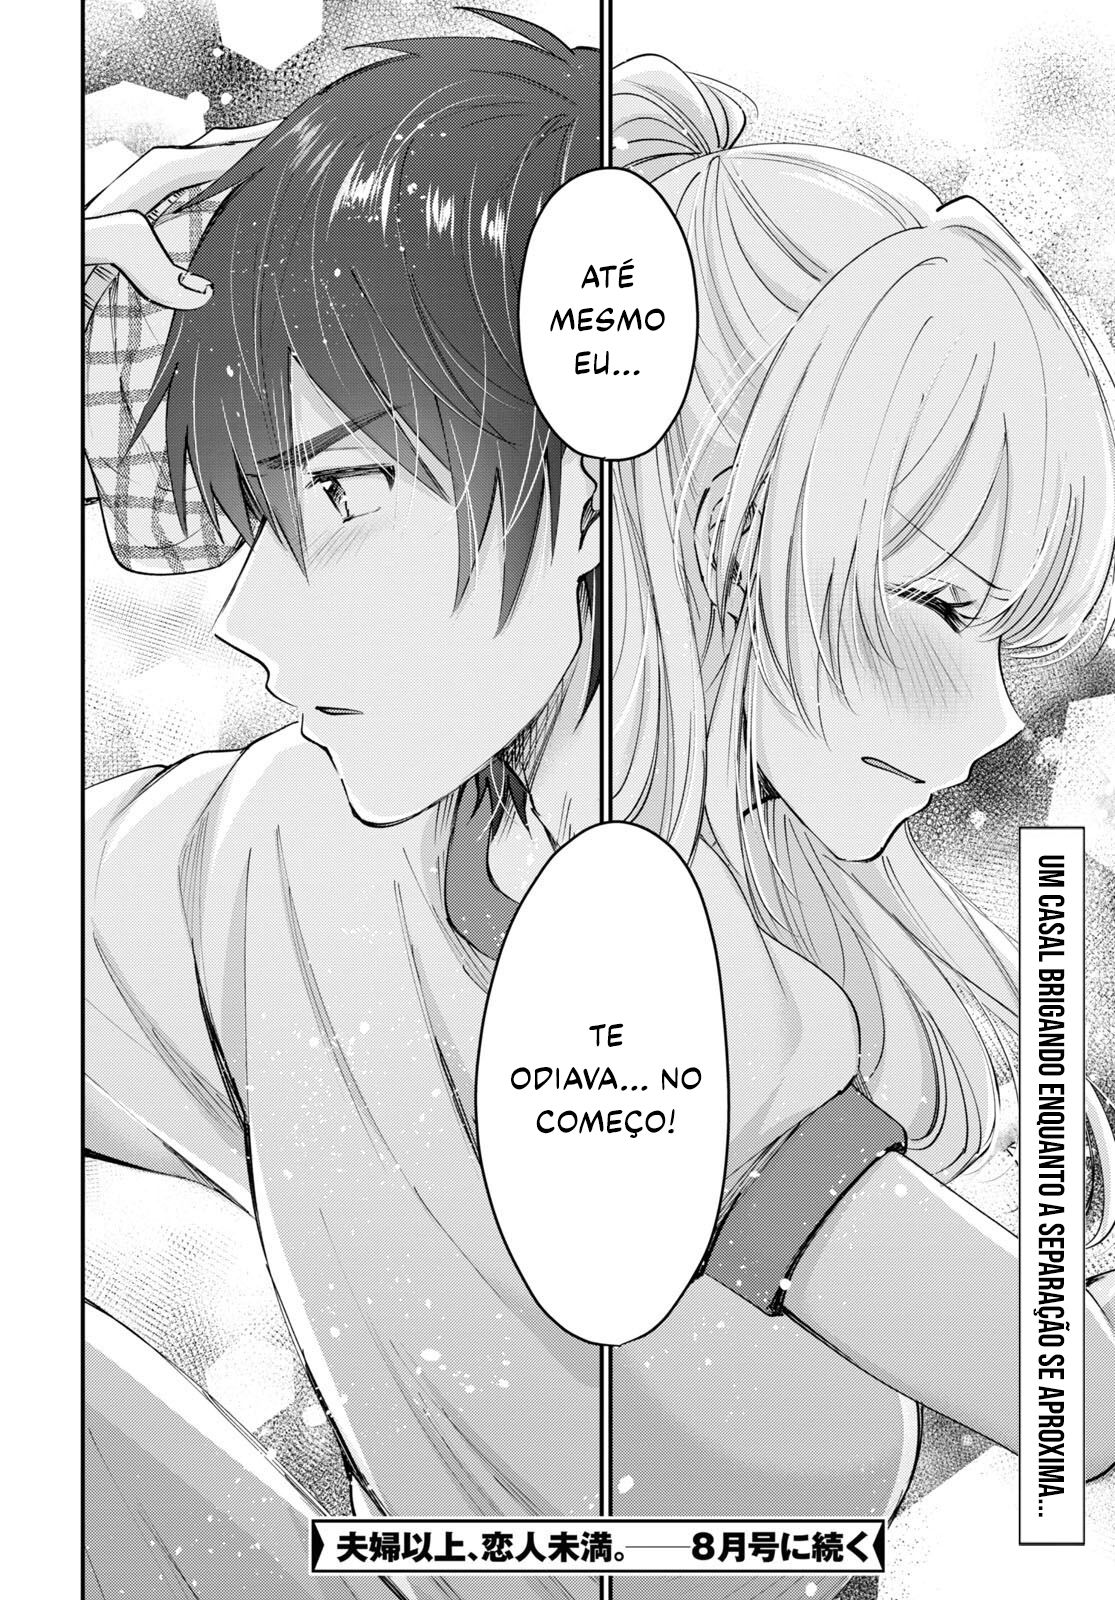 ATÉ
MESMO
EU...
TE
ODIAVA... NO
COMEÇO!
UM CASAL BRIGANDO ENQUANTO A SEPARAÇÃO SE APROXIMA...
夫婦以上、恋人未満。——8月号に続く